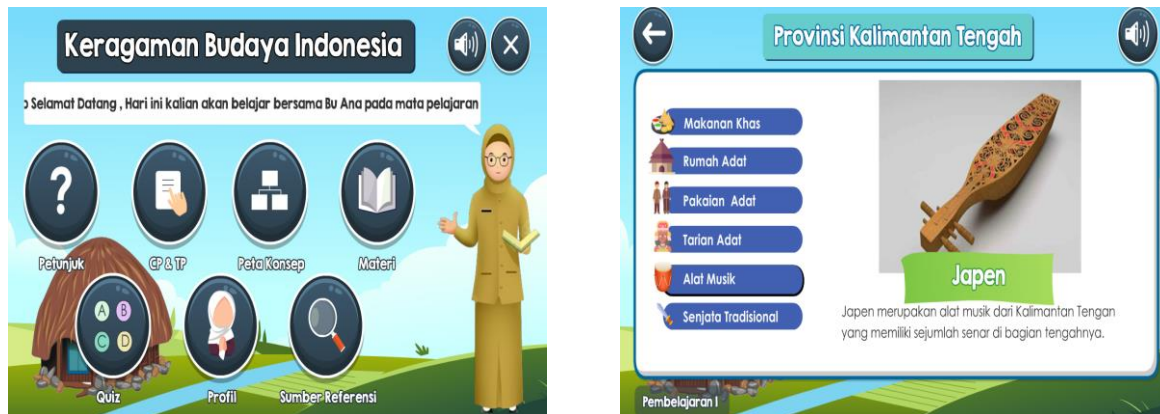 Keragaman Budaya Indonesia
Selamat Datang , Hari ini kalian akan belajar bersama Bu Ana pada mata pelajaran
?
Petunjuk
CP & TP
Peta Konsep
Materi
A B
C D
Quiz
Profil
Sumber Referensi
Provinsi Kalimantan Tengah
Makanan Khas
Rumah Adat
Pakaian Adat
Tarian Adat
Alat Musik
Senjata Tradisional
Japen
Japen merupakan alat musik dari Kalimantan Tengan
yang memiliki sejumlah senar di bagian tengahnya.
Pembelajaran 1